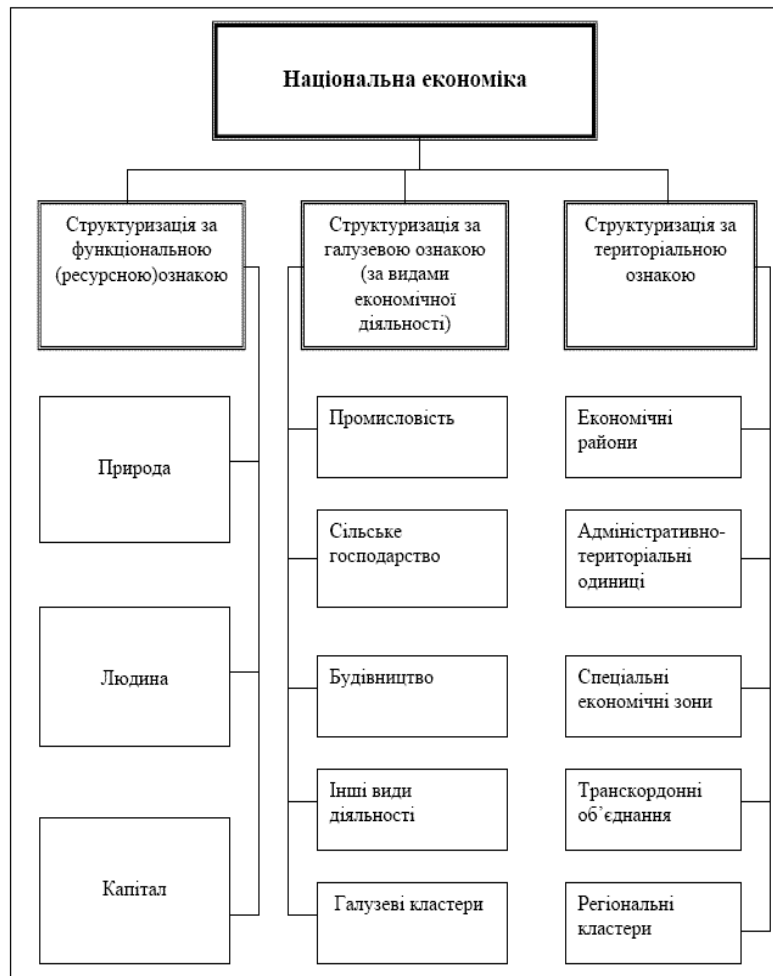 Національна економіка
Структуризація за
функціональною
(ресурсною)ознакою
Природа
Людина
Капітал
Структуризація за
галузевою ознакою
(за видами
економічної
діяльності)
Промисловість
Сільське
господарство
Будівництво
Інші види
діяльності
Галузеві кластери
Структуризація за
територіальною
ознакою
Економічні
райони
Адміністративно-
територіальні
одиниці
Спеціальні
економічні зони
Транскордонні
об’єднання
Регіональні
кластери